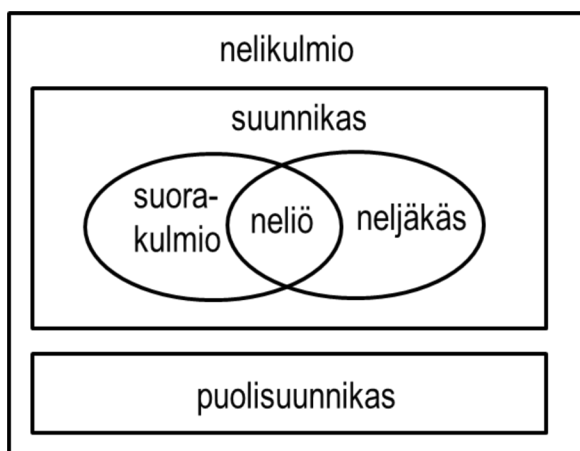 nelikulmio
suunnikas
suora-
kulmio
neliö
neljäkäs
puolisuunnikas